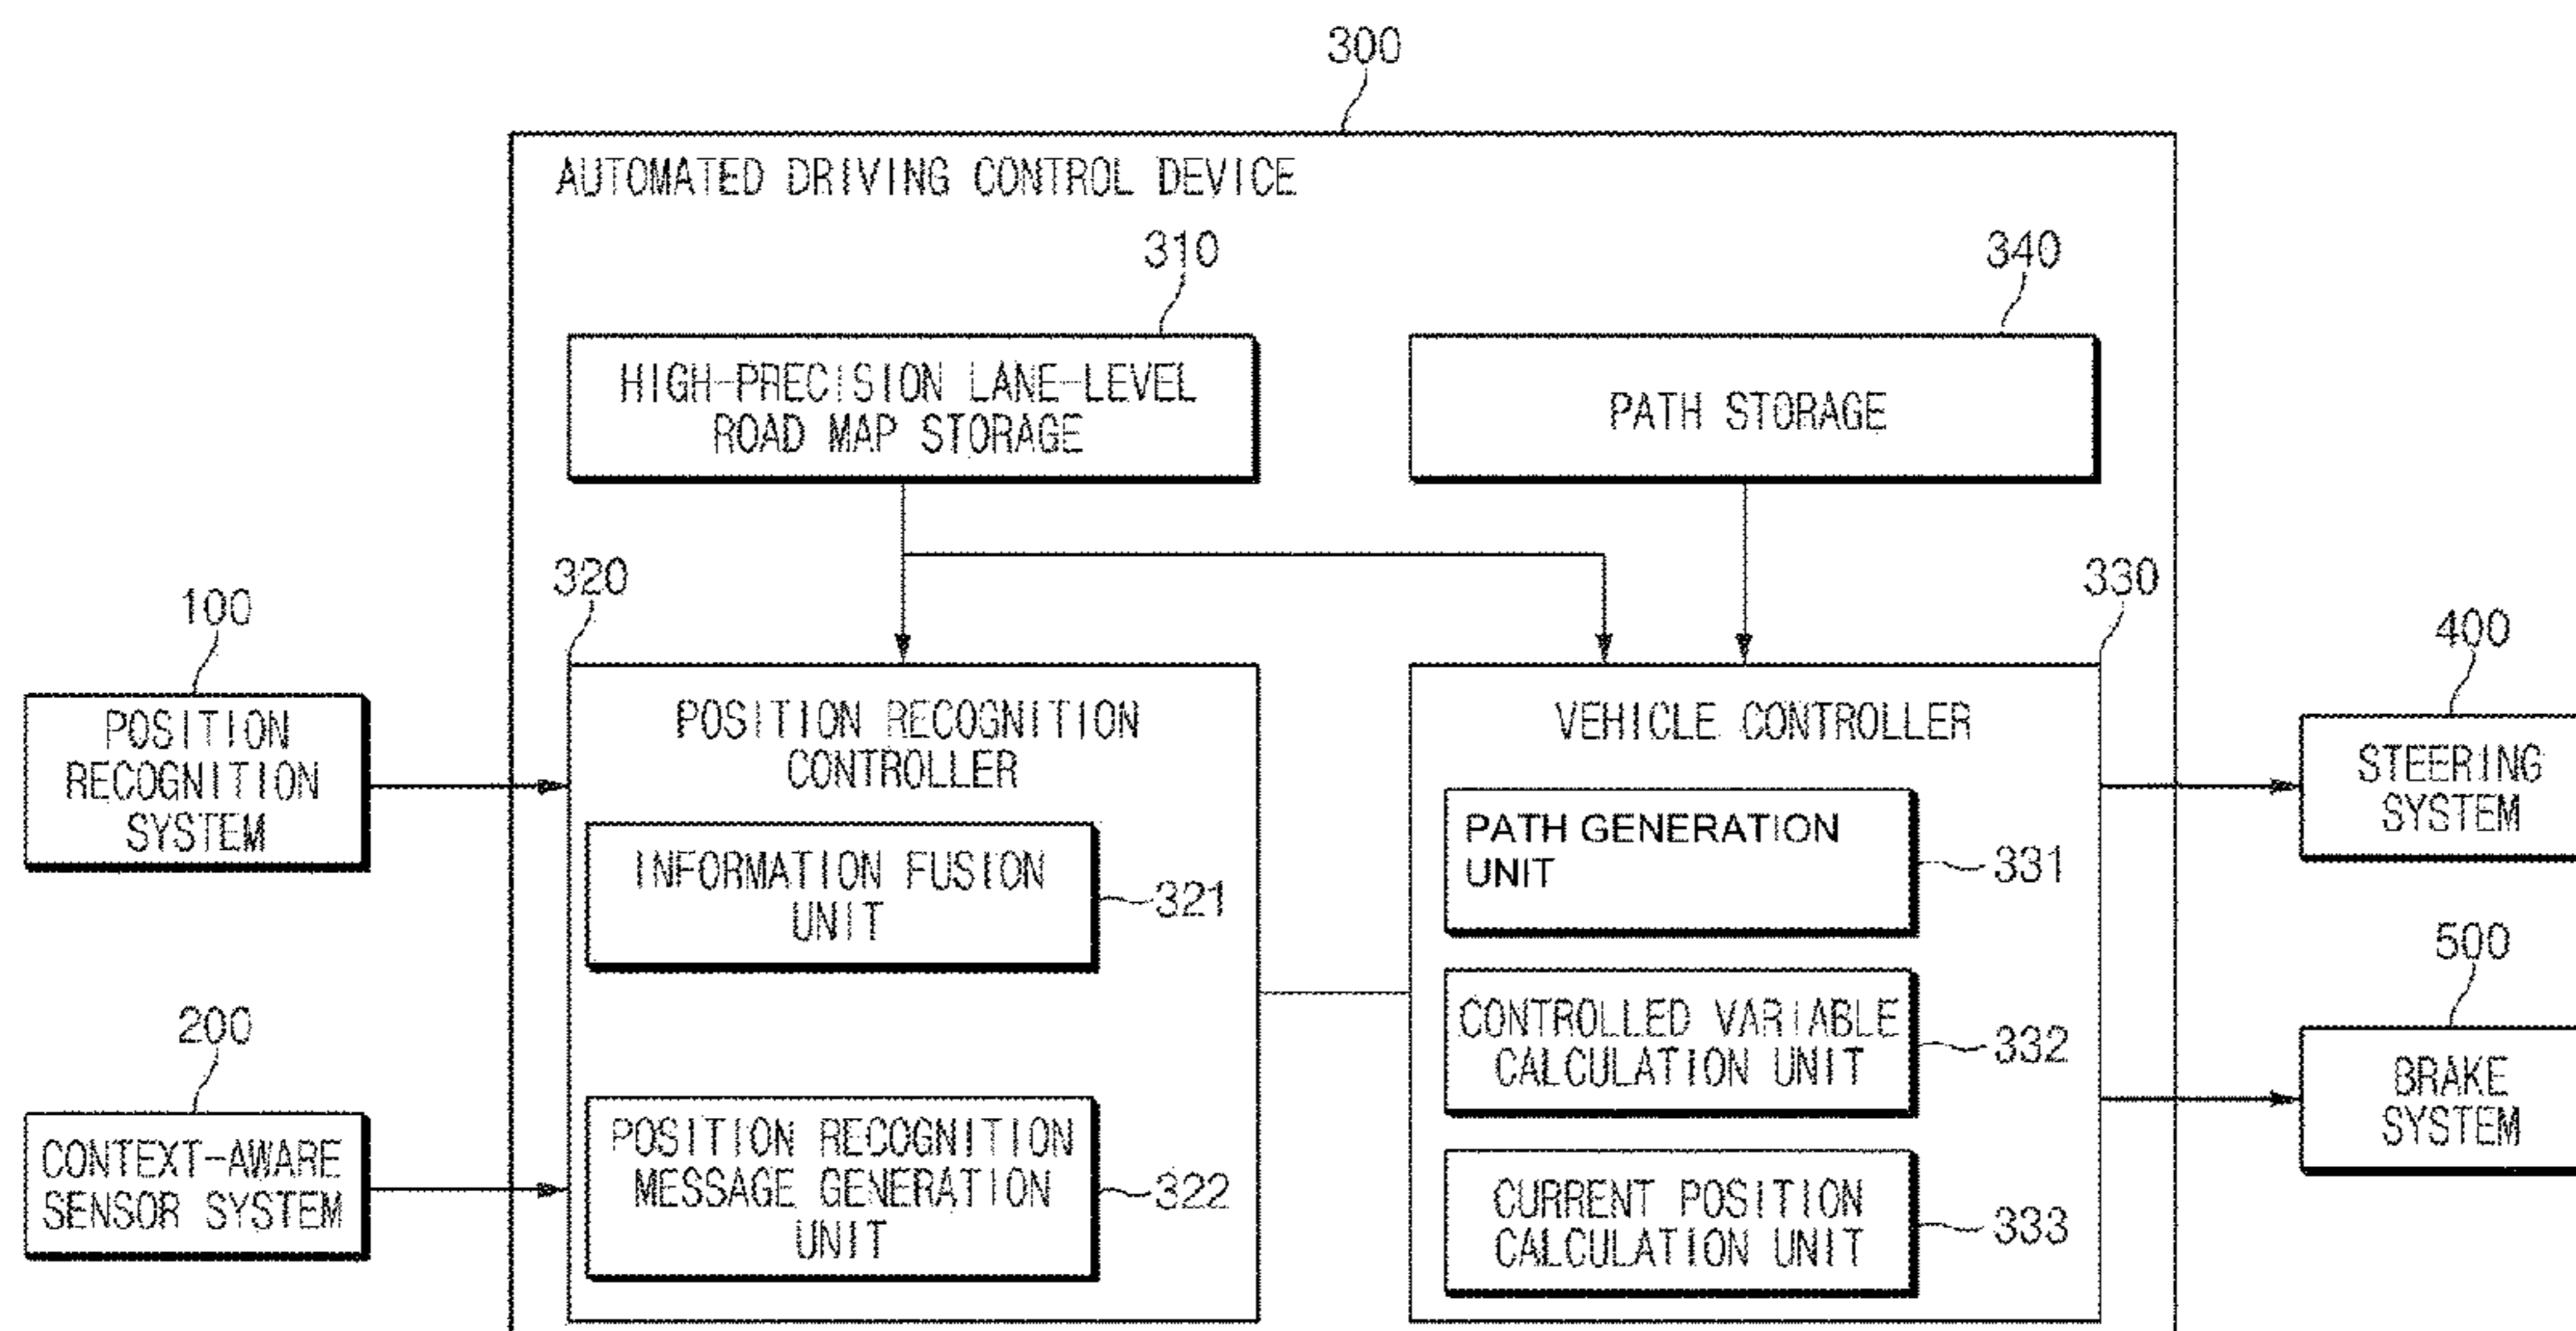 300
AUTOMATED DRIVING CONTROL DEVICE
310
340
HIGH-PRECISION LANE-LEVEL
ROAD MAP STORAGE
PATH STORAGE
320
330
100
400
POSITION
RECOGNITION
SYSTEM
POSITION RECOGNITION
CONTROLLER
VEHICLE CONTROLLER
STEERING
SYSTEM
INFORMATION FUSION
UNIT
321
PATH GENERATION
UNIT
331
500
200
CONTROLLED VARIABLE
CALCULATION UNIT
332
BRAKE
SYSTEM
CONTEXT-AWARE
SENSOR SYSTEM
POSITION RECOGNITION
MESSAGE GENERATION
UNIT
322
CURRENT POSITION
CALCULATION UNIT
333